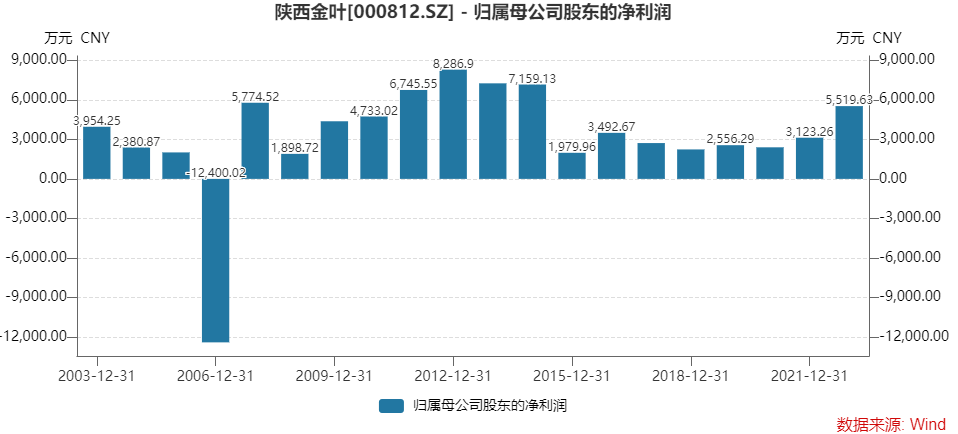 陕西金叶[000812.SZ] - 归属母公司股东的净利润
万元 CNY 万元 CNY
9,000.00 8,286.9 9,000.00
6,745.55 7,159.13
6,000.00 5,774.52 5,519.63 6,000.00
3,954.25 4,733.02
3,000.00 2,380.87 1,898.72 1,979.96 3,492.67 2,556.29 3,123.26 3,000.00
0.00 -12,400.02 0.00
-3,000.00 -3,000.00
-6,000.00 -6,000.00
-9,000.00 -9,000.00
-12,000.00 -12,000.00
2003-12-31 2006-12-31 2009-12-31 2012-12-31 2015-12-31 2018-12-31 2021-12-31
归属母公司股东的净利润
数据来源: Wind